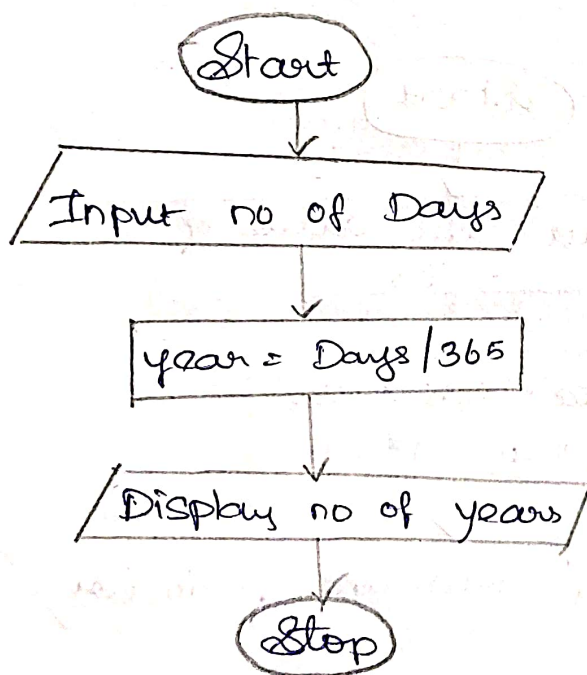 Start
Input no of Days
year = Days/365
Display no of years
Stop